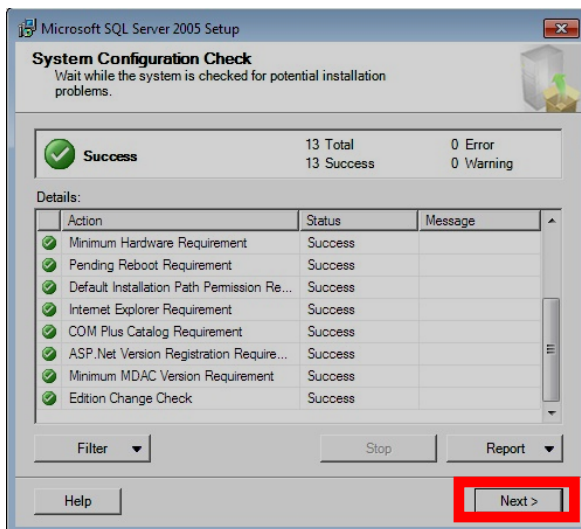 Microsoft SQL Server 2005 Setup
System Configuration Check
Wait while the system is checked for potential installation
problems.
Success
13 Total
0 Error
13 Success
0 Warning
Details:
Action Status Message
Minimum Hardware Requirement Success
Pending Reboot Requirement Success
Default Installation Path Permission Re... Success
Internet Explorer Requirement Success
COM Plus Catalog Requirement Success
ASP.Net Version Registration Require... Success
Minimum MDAC Version Requirement Success
Edition Change Check Success
Filter Stop Report
Help Next >